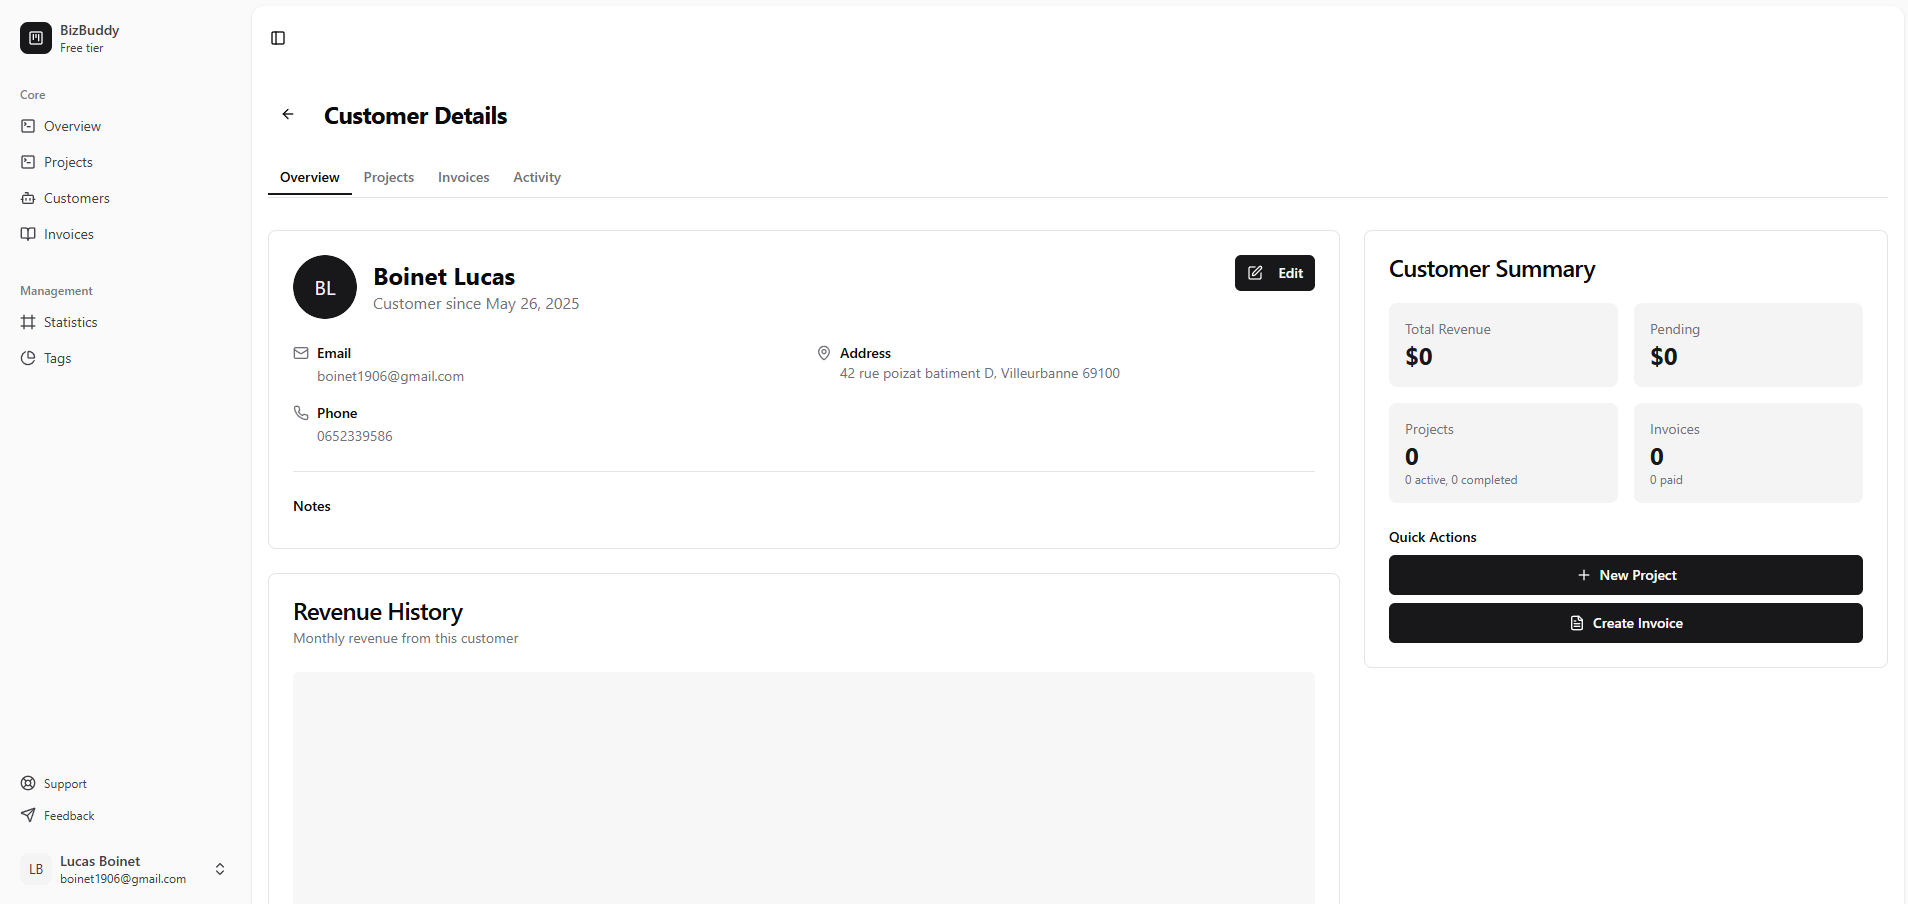 BizBuddy
Free tier
Core
Overview
Projects
Customers
Invoices
Management
Statistics
Tags
Support
Feedback
LB
Lucas Boinet
boinet1906@gmail.com
Customer Details
Overview Projects Invoices Activity
BL
Boinet Lucas
Customer since May 26, 2025
Edit
Email
boinet1906@gmail.com
Address
42 rue poizat batiment D, Villeurbanne 69100
Phone
0652339586
Notes
Revenue History
Monthly revenue from this customer
Customer Summary
Total Revenue
$0
Pending
$0
Projects
0
0 active, 0 completed
Invoices
0
0 paid
Quick Actions
New Project
Create Invoice